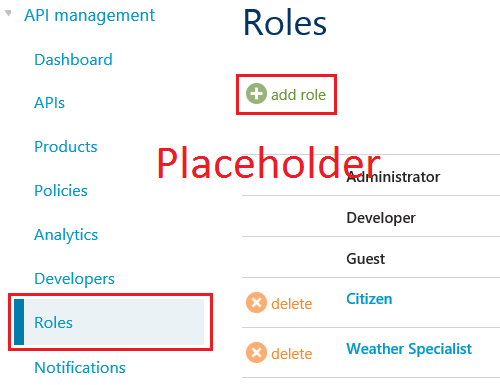 API management
Dashboard
APIs
Products
Policies
Analytics
Developers
Roles
Notifications
Roles
add role
Placeholder
Administrator
Developer
Guest
delete Citizen
delete Weather Specialist